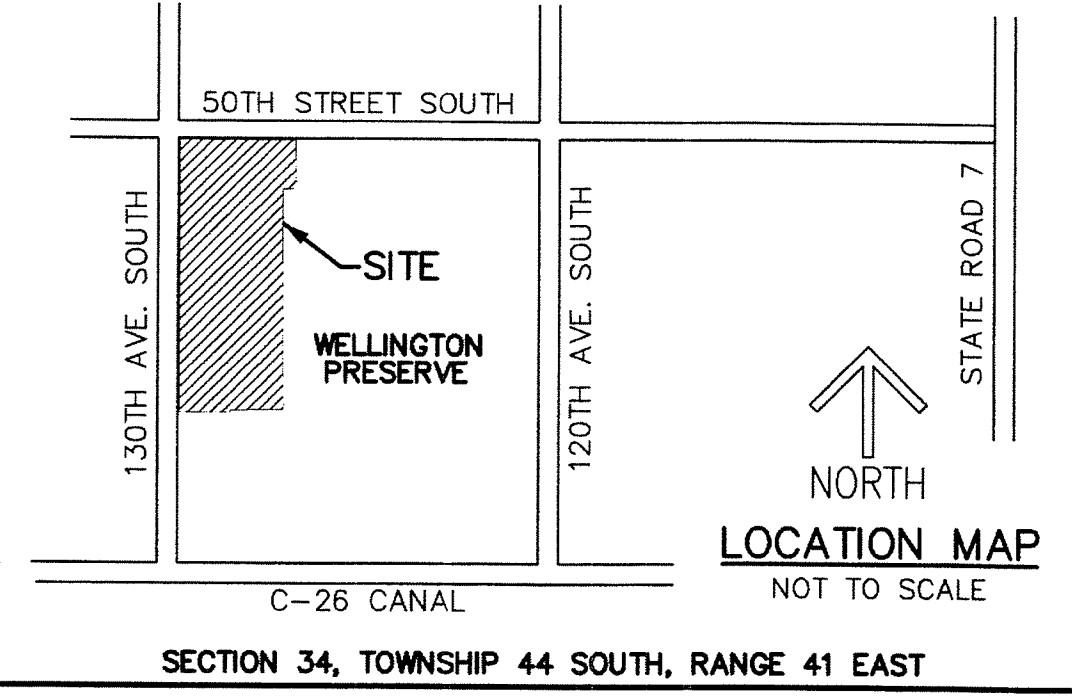 50TH STREET SOUTH
130TH AVE. SOUTH
SITE
WELLINGTON
PRESERVE
120TH AVE. SOUTH
STATE ROAD 7
NORTH
LOCATION MAP
NOT TO SCALE
C-26 CANAL
SECTION 34, TOWNSHIP 44 SOUTH, RANGE 41 EAST